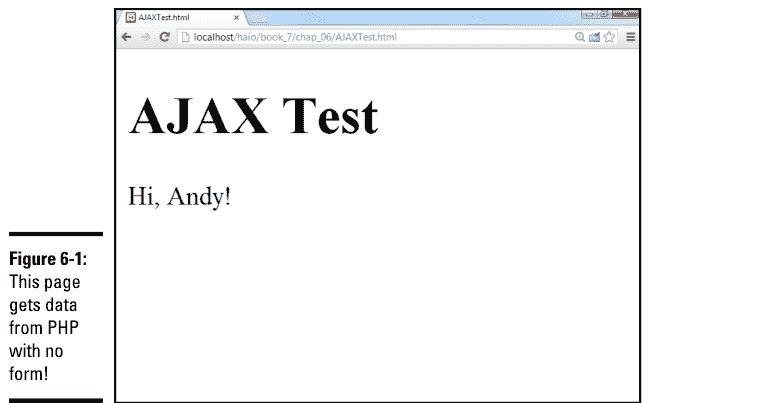 AJAXTest.html
localhost/haio/book_7/chap_06/AJAXTest.html
AJAX Test
Hi, Andy!
Figure 6-1:
This page
gets data
from PHP
with no
form!